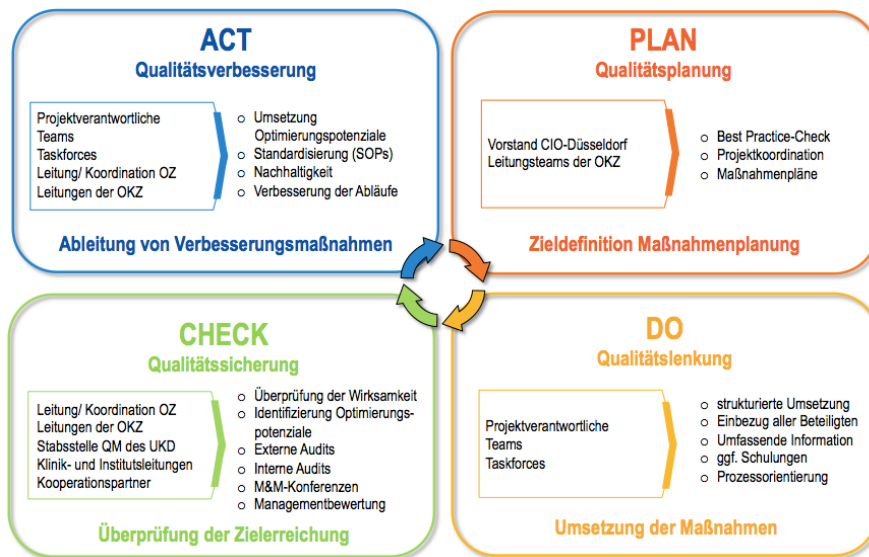 ACT
Qualitätsverbesserung
Projektverantwortliche
Teams
Taskforces
Leitung/ Koordination OZ
Leitungen der OKZ
o Umsetzung
Optimierungspotenziale
o Standardisierung (SOPs)
o Nachhaltigkeit
o Verbesserung der Abläufe
Ableitung von Verbesserungsmaßnahmen
PLAN
Qualitätsplanung
Vorstand CIO-Düsseldorf
Leitungsteams der OKZ
o Best Practice-Check
o Projektkoordination
o Maßnahmenpläne
Zieldefinition Maßnahmenplanung
CHECK
Qualitätssicherung
Leitung/ Koordination OZ
Leitungen der OKZ
Stabsstelle QM des UKD
Klinik- und Institutsleitungen
Kooperationspartner
o Überprüfung der Wirksamkeit
o Identifizierung Optimierungs-
potenziale
o Externe Audits
o Interne Audits
o M&M-Konferenzen
o Managementbewertung
Überprüfung der Zielerreichung
DO
Qualitätslenkung
Projektverantwortliche
Teams
Taskforces
o strukturierte Umsetzung
o Einbezug aller Beteiligten
o Umfassende Information
o ggf. Schulungen
o Prozessorientierung
Umsetzung der Maßnahmen